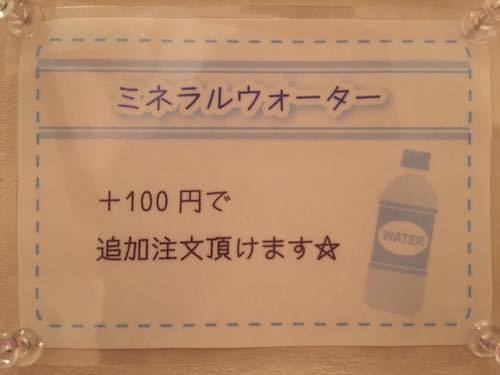 ミネラルウォーター
＋100円で
追加注文頂けます☆
WATER